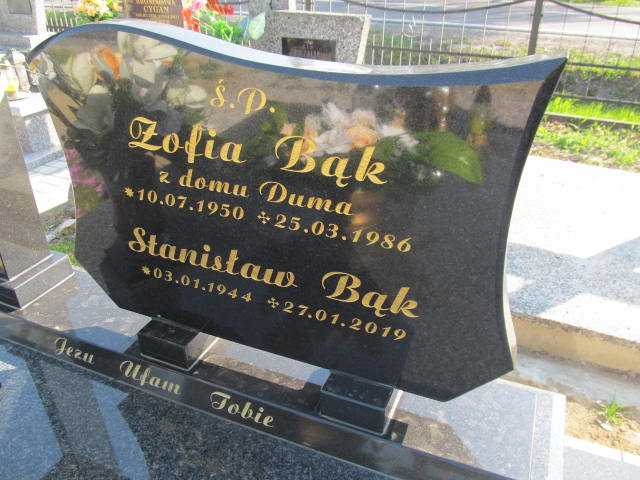 CYGAN
Ś.P.
Zofia Bąk
z domu Duma
*10.07.1950 ✣25.03.1986
Stanisław Bąk
*03.01.1944 ✣27.01.2019
Jezu Ufam Tobie